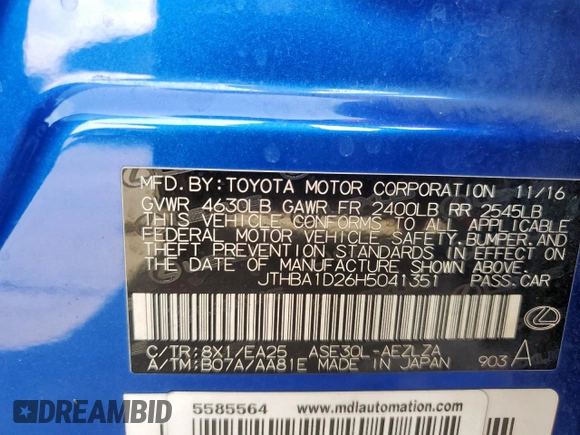 MFD. BY: TOYOTA MOTOR CORPORATION 11/16
GVWR 4630LB GAWR FR 2400LB RR 2545LB
THIS VEHICLE CONFORMS TO ALL APPLICABLE
FEDERAL MOTOR VEHICLE SAFETY, BUMPER, AND
THEFT PREVENTION STANDARDS IN EFFECT ON
THE DATE OF MANUFACTURE SHOWN ABOVE.
JTHBA1D26H5041351 PASS. CAR
C/TR: 8X1/EA25 ASE30L-AEZLZA
A/TM: B07A/AA81E MADE IN JAPAN 903 A
5585564 www.mdlautomation.com
DREAMBID